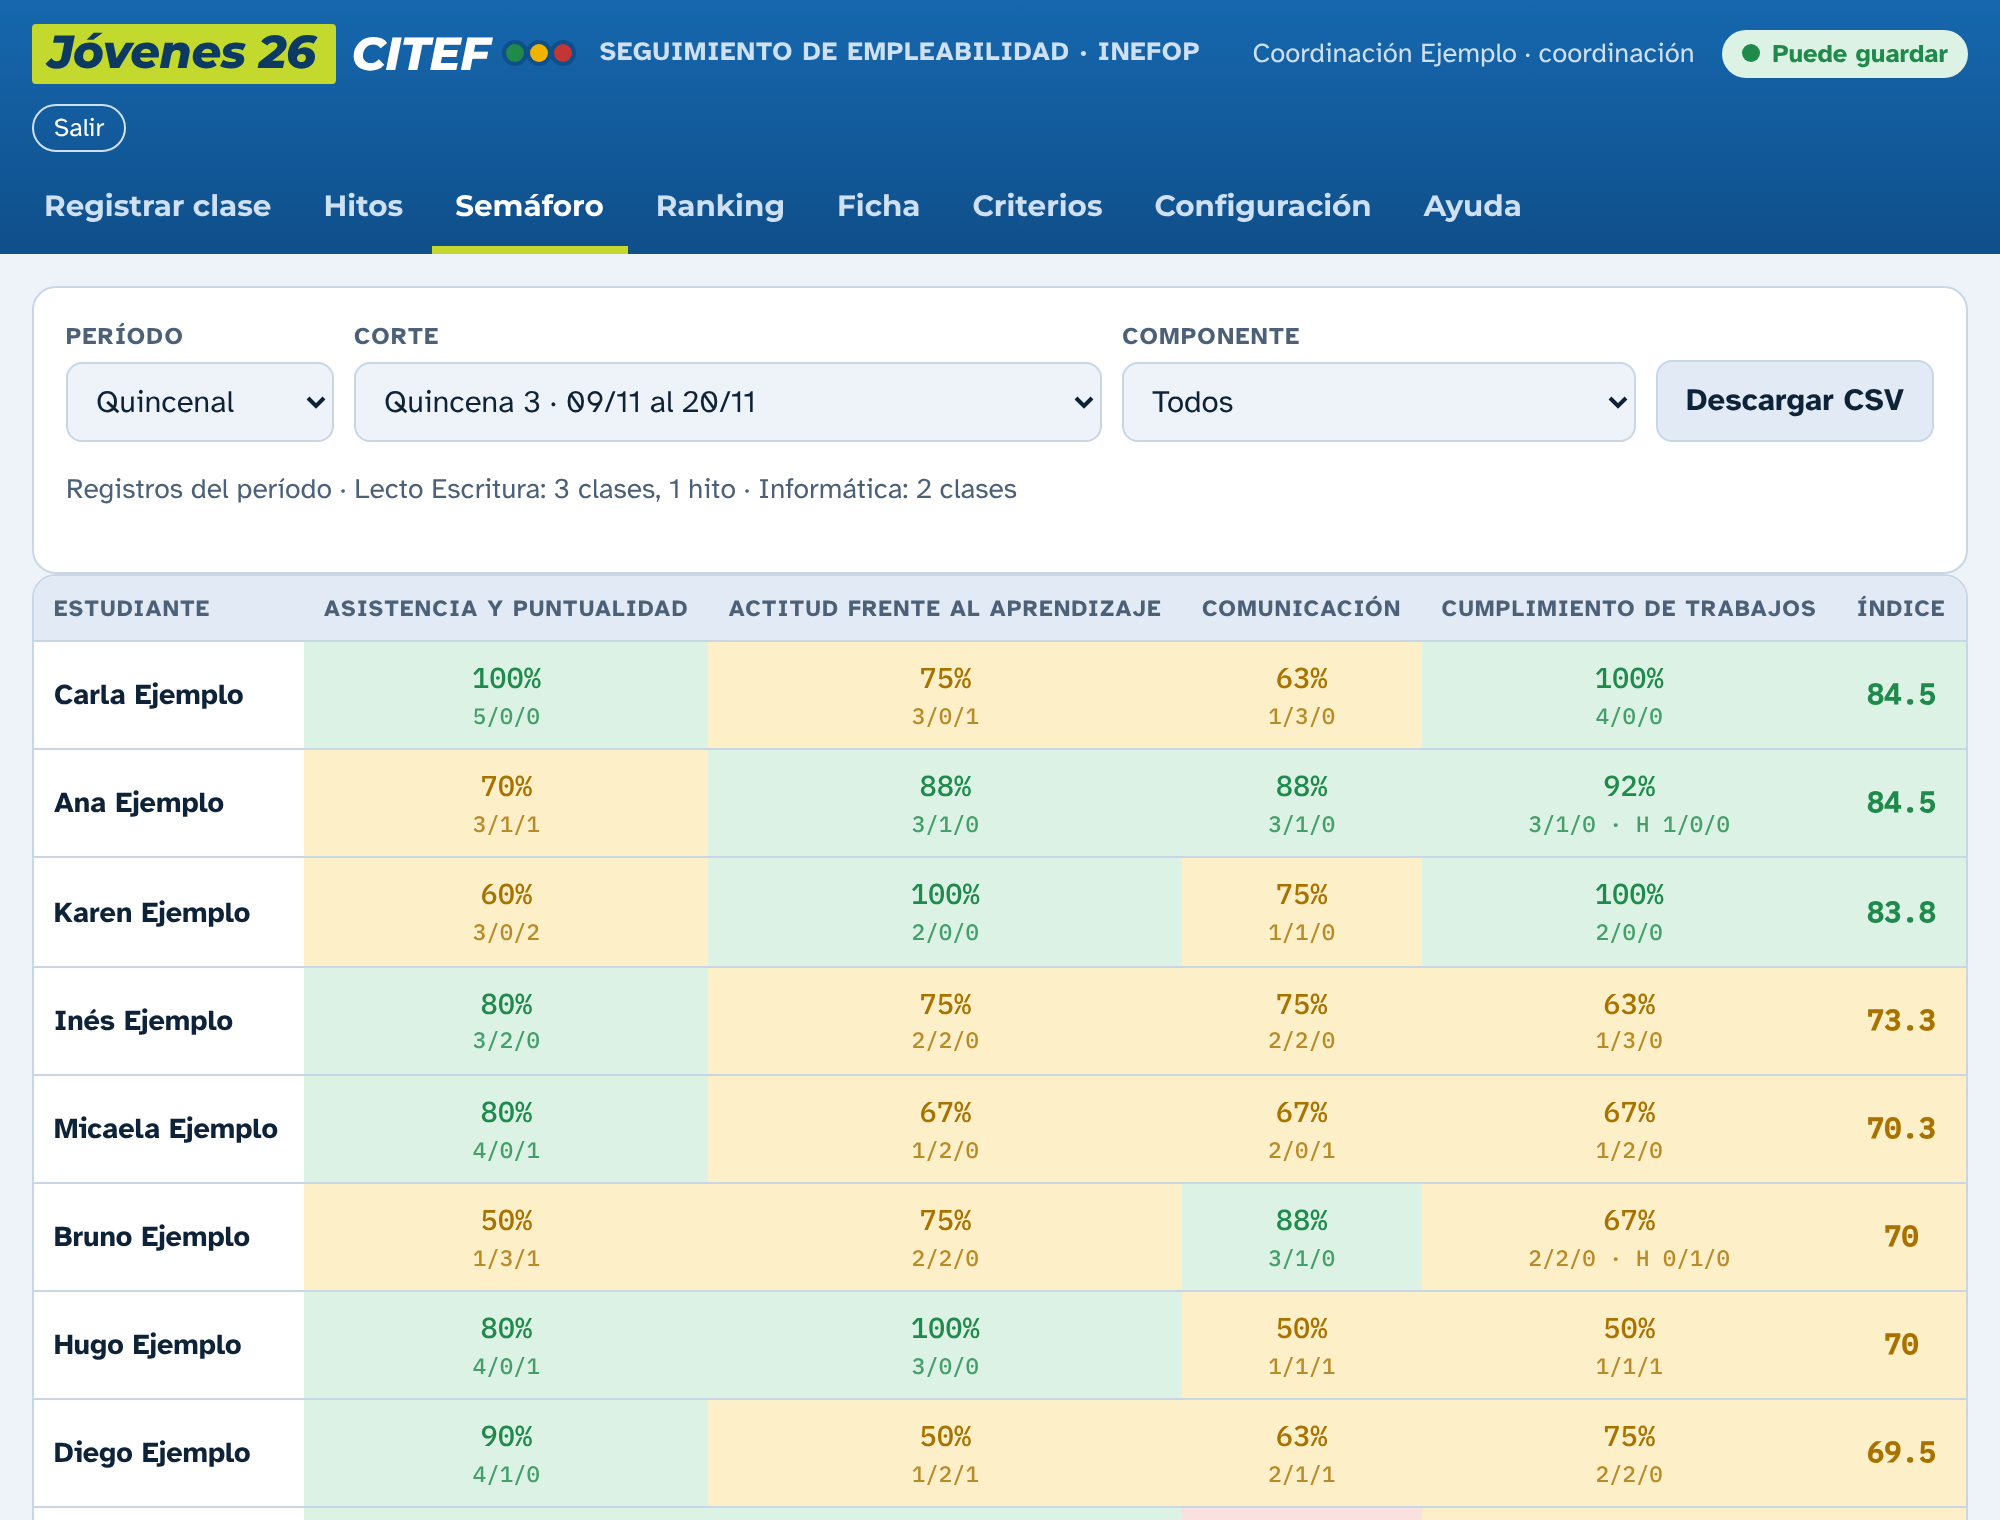 Jóvenes 26 CITEF SEGUIMIENTO DE EMPLEABILIDAD · INEFOP Coordinación Ejemplo · coordinación Puede guardar
Salir
Registrar clase Hitos Semáforo Ranking Ficha Criterios Configuración Ayuda
PERÍODO CORTE COMPONENTE
Quincenal Quincena 3 · 09/11 al 20/11 Todos Descargar CSV
Registros del período · Lecto Escritura: 3 clases, 1 hito · Informática: 2 clases
ESTUDIANTE ASISTENCIA Y PUNTUALIDAD ACTITUD FRENTE AL APRENDIZAJE COMUNICACIÓN CUMPLIMIENTO DE TRABAJOS ÍNDICE
Carla Ejemplo 100% 75% 63% 100% 84.5
5/0/0 3/0/1 1/3/0 4/0/0
Ana Ejemplo 70% 88% 88% 92% 84.5
3/1/1 3/1/0 3/1/0 3/1/0 · H 1/0/0
Karen Ejemplo 60% 100% 75% 100% 83.8
3/0/2 2/0/0 1/1/0 2/0/0
Inés Ejemplo 80% 75% 75% 63% 73.3
3/2/0 2/2/0 2/2/0 1/3/0
Micaela Ejemplo 80% 67% 67% 67% 70.3
4/0/1 1/2/0 2/0/1 1/2/0
Bruno Ejemplo 50% 75% 88% 67% 70
1/3/1 2/2/0 3/1/0 2/2/0 · H 0/1/0
Hugo Ejemplo 80% 100% 50% 50% 70
4/0/1 3/0/0 1/1/1 1/1/1
Diego Ejemplo 90% 50% 63% 75% 69.5
4/1/0 1/2/1 2/1/1 2/2/0